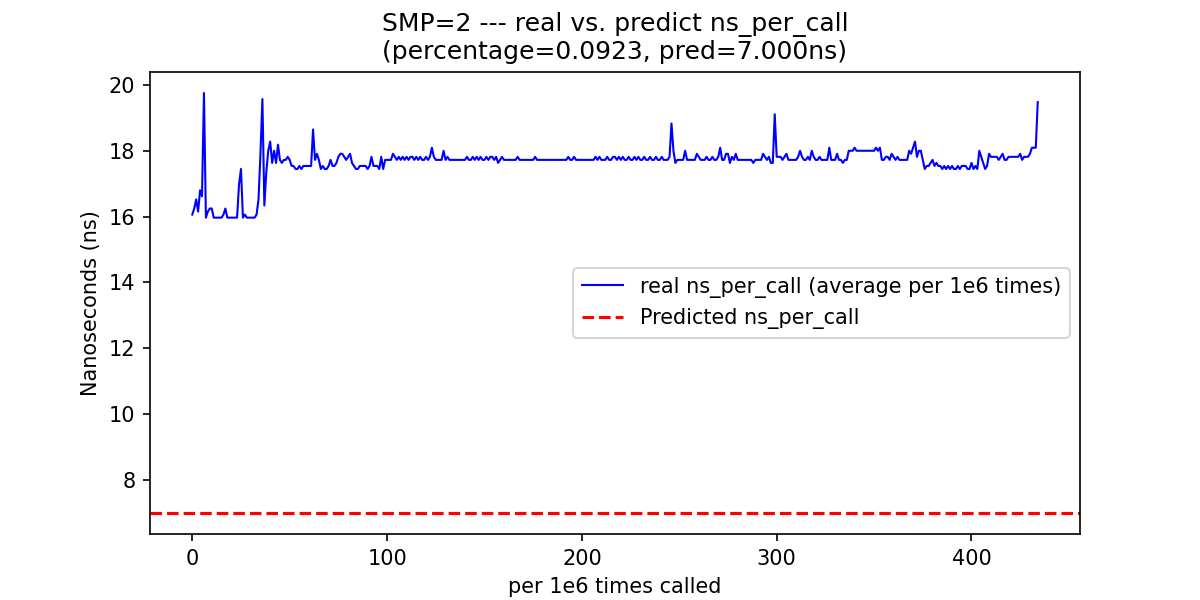 SMP=2 --- real vs. predict ns_per_call
(percentage=0.0923, pred=7.000ns)
20
18
16
14
12
10
8
Nanoseconds (ns)
real ns_per_call (average per 1e6 times)
Predicted ns_per_call
0 100 200 300 400
per 1e6 times called